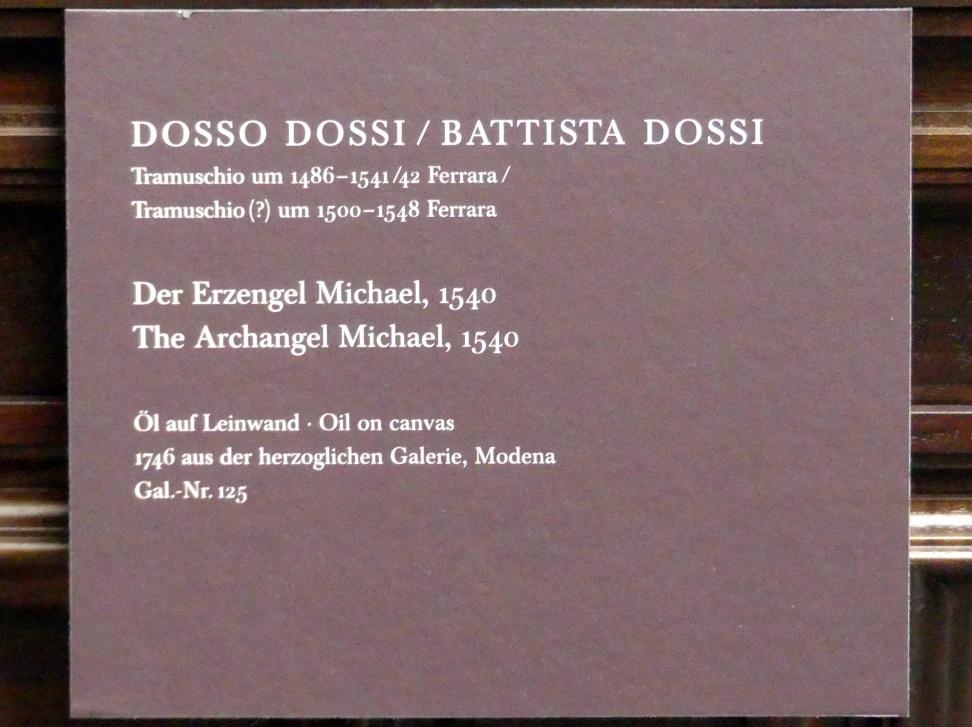 DOSSO DOSSI / BATTISTA DOSSI
Tramuschio um 1486–1541/42 Ferrara /
Tramuschio (?) um 1500–1548 Ferrara
Der Erzengel Michael, 1540
The Archangel Michael, 1540
Öl auf Leinwand · Oil on canvas
1746 aus der herzoglichen Galerie, Modena
Gal.-Nr. 125